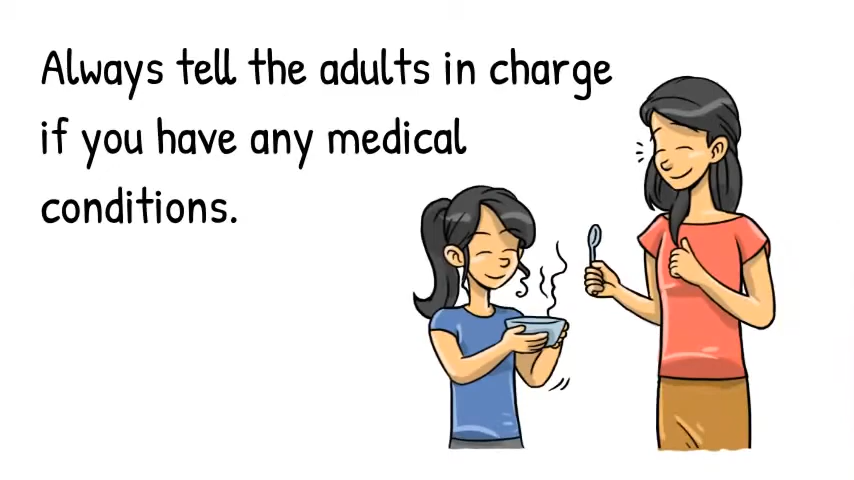 Always tell the adults in charge
if you have any medical
conditions.